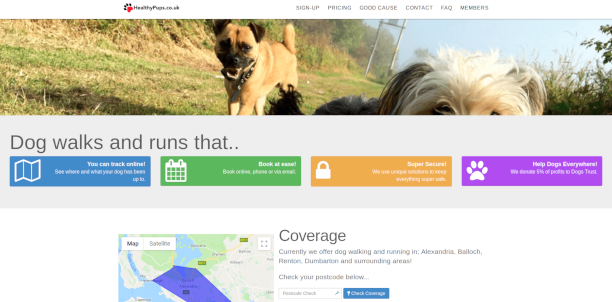 HealthyPups.co.uk
SIGN-UP PRICING GOOD CAUSE CONTACT FAQ MEMBERS
Dog walks and runs that..
You can track online!
See where and what your dog has been
up to.
Book at ease!
Book online, phone or via email.
Super Secure!
We use unique solutions to keep
everything super safe.
Help Dogs Everywhere!
We donate 5% of profits to Dogs Trust.
Map Satellite
Coverage
Currently we offer dog walking and running in; Alexandria, Balloch,
Renton, Dumbarton and surrounding areas!
Check your postcode below...
Postcode Check
Check Coverage